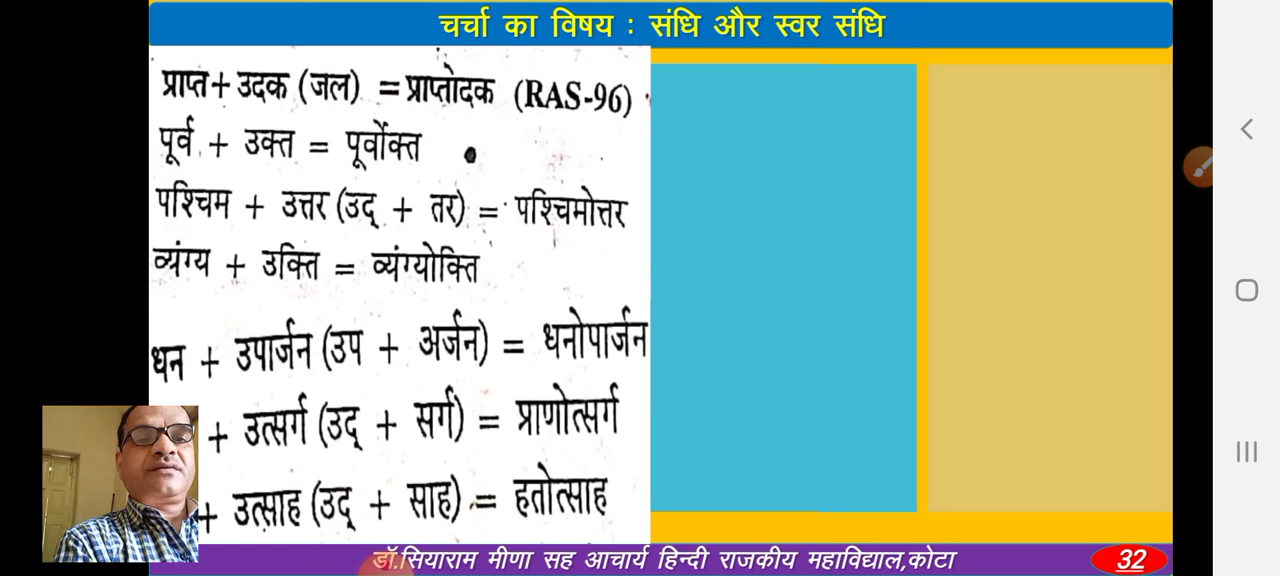 चर्चा का विषय : संधि और स्वर संधि
प्राप्त + उदक (जल) = प्राप्तोदक (RAS-96)
पूर्व + उक्त = पूर्वोक्त
पश्चिम + उत्तर (उद् + तर) = पश्चिमोत्तर
व्यंग्य + उक्ति = व्यंग्योक्ति
धन + उपार्जन (उप + अर्जन) = धनोपार्जन
+ उत्सर्ग (उद् + सर्ग) = प्राणोत्सर्ग
+ उत्साह (उद् + साह) = हतोत्साह
डॉ.सियाराम मीणा सह आचार्य हिन्दी राजकीय महाविद्याल,कोटा
32